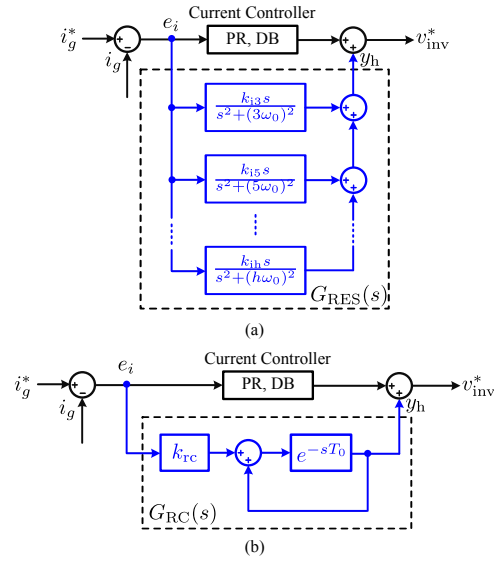 Current Controller
i_g^* + − e_i PR, DB + + v_inv^*
i_g y_h
k_i3 s / s^2+(3ω_0)^2 + +
k_i5 s / s^2+(5ω_0)^2 + +
k_ih s / s^2+(hω_0)^2
G_RES(s)
(a)
Current Controller
i_g^* + − e_i PR, DB + + v_inv^*
i_g y_h
k_rc + + e^{−sT_0}
G_RC(s)
(b)